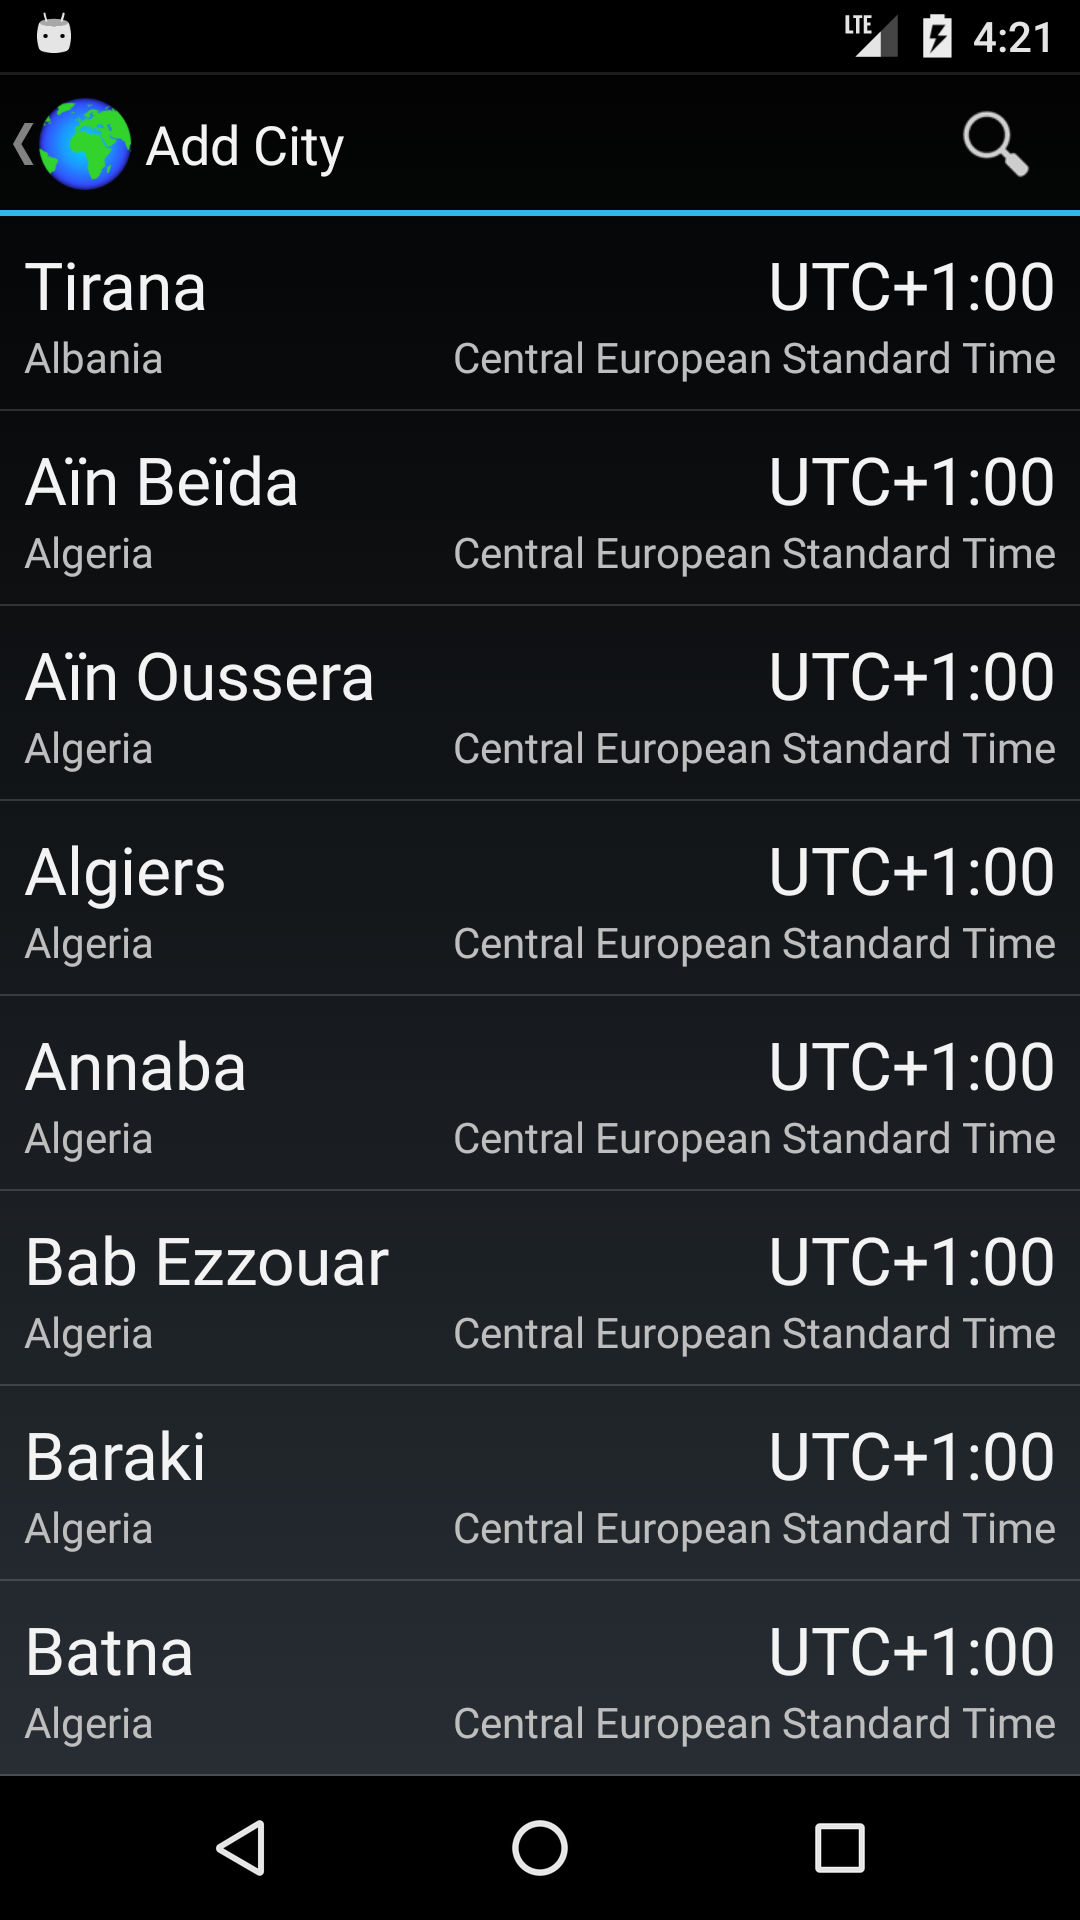 LTE 4:21
Add City
Tirana UTC+1:00
Albania Central European Standard Time
Aïn Beïda UTC+1:00
Algeria Central European Standard Time
Aïn Oussera UTC+1:00
Algeria Central European Standard Time
Algiers UTC+1:00
Algeria Central European Standard Time
Annaba UTC+1:00
Algeria Central European Standard Time
Bab Ezzouar UTC+1:00
Algeria Central European Standard Time
Baraki UTC+1:00
Algeria Central European Standard Time
Batna UTC+1:00
Algeria Central European Standard Time